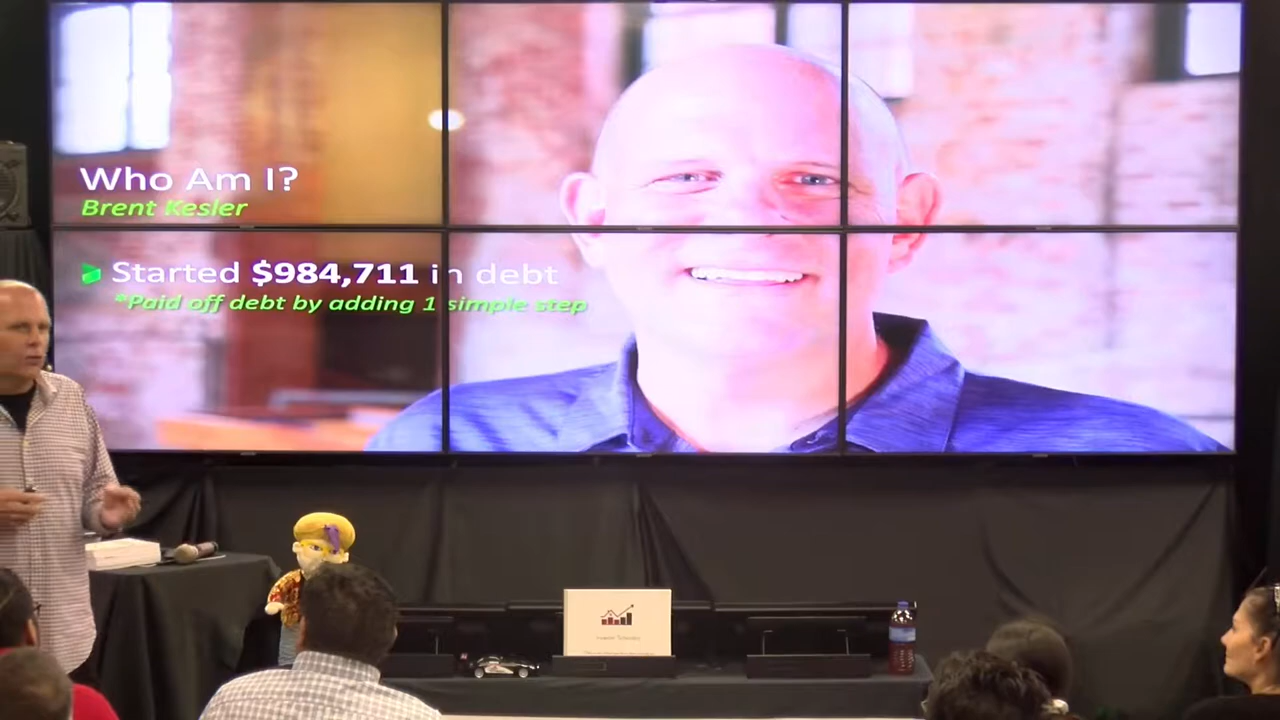 Who Am I?
Brent Kesler
Started $984,711 in debt
*Paid off debt by adding 1 simple step